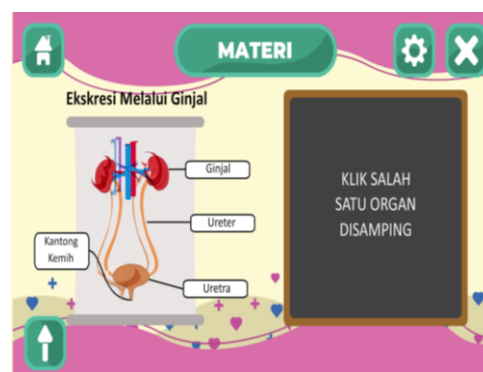 MATERI
Ekskresi Melalui Ginjal
Ginjal
Ureter
Kantong
Kemih
Uretra
KLIK SALAH
SATU ORGAN
DISAMPING